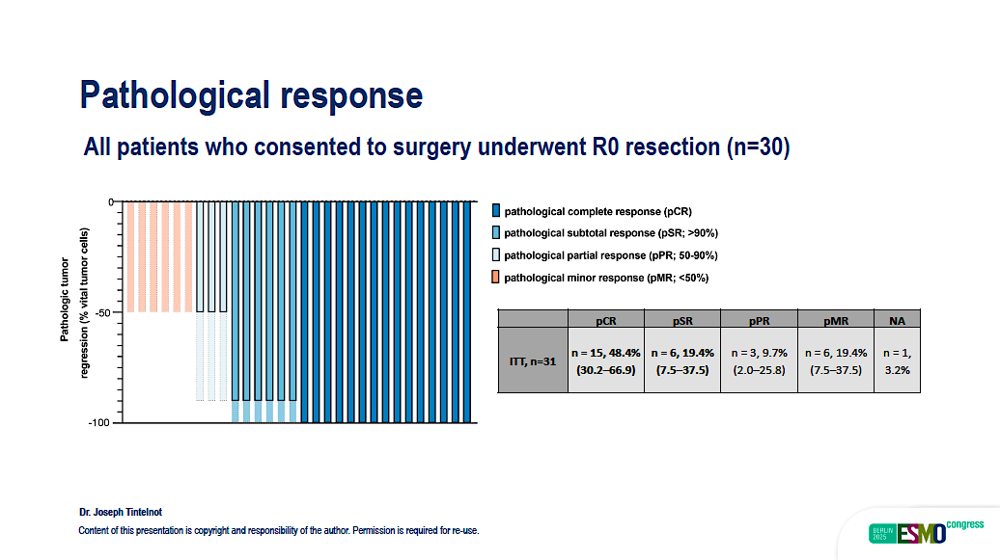 Pathological response
All patients who consented to surgery underwent R0 resection (n=30)
0
-50
-100
Pathologic tumor
regression (% vital tumor cells)
pathological complete response (pCR)
pathological subtotal response (pSR; >90%)
pathological partial response (pPR; 50-90%)
pathological minor response (pMR; <50%)
pCR pSR pPR pMR NA
ITT, n=31
n = 15, 48.4% n = 6, 19.4% n = 3, 9.7% n = 6, 19.4% n = 1,
(30.2–66.9) (7.5–37.5) (2.0–25.8) (7.5–37.5) 3.2%
Dr. Joseph Tintelnot
Content of this presentation is copyright and responsibility of the author. Permission is required for re-use.
BERLIN
2025
ESMO congress